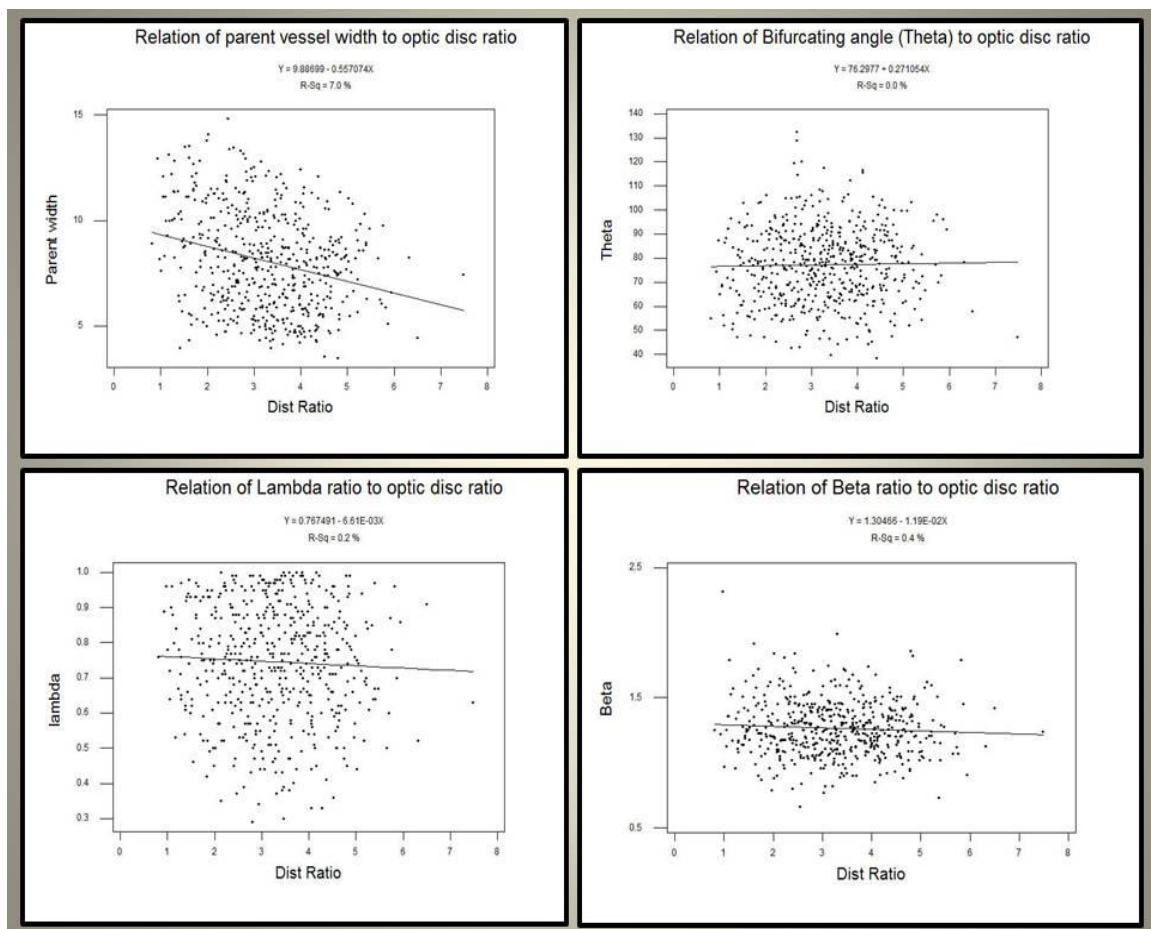 Relation of parent vessel width to optic disc ratio
Y = 9.88699 - 0.557074X
R-Sq = 7.0 %
15
10
5
Parent width
0 1 2 3 4 5 6 7 8
Dist Ratio
Relation of Bifurcating angle (Theta) to optic disc ratio
Y = 76.2977 + 0.271054X
R-Sq = 0.0 %
140
130
120
110
100
90
80
70
60
50
40
Theta
0 1 2 3 4 5 6 7 8
Dist Ratio
Relation of Lambda ratio to optic disc ratio
Y = 0.767491 - 6.61E-03X
R-Sq = 0.2 %
1.0
0.9
0.8
0.7
0.6
0.5
0.4
0.3
lambda
0 1 2 3 4 5 6 7 8
Dist Ratio
Relation of Beta ratio to optic disc ratio
Y = 1.30466 - 1.19E-02X
R-Sq = 0.4 %
2.5
1.5
0.5
Beta
0 1 2 3 4 5 6 7 8
Dist Ratio